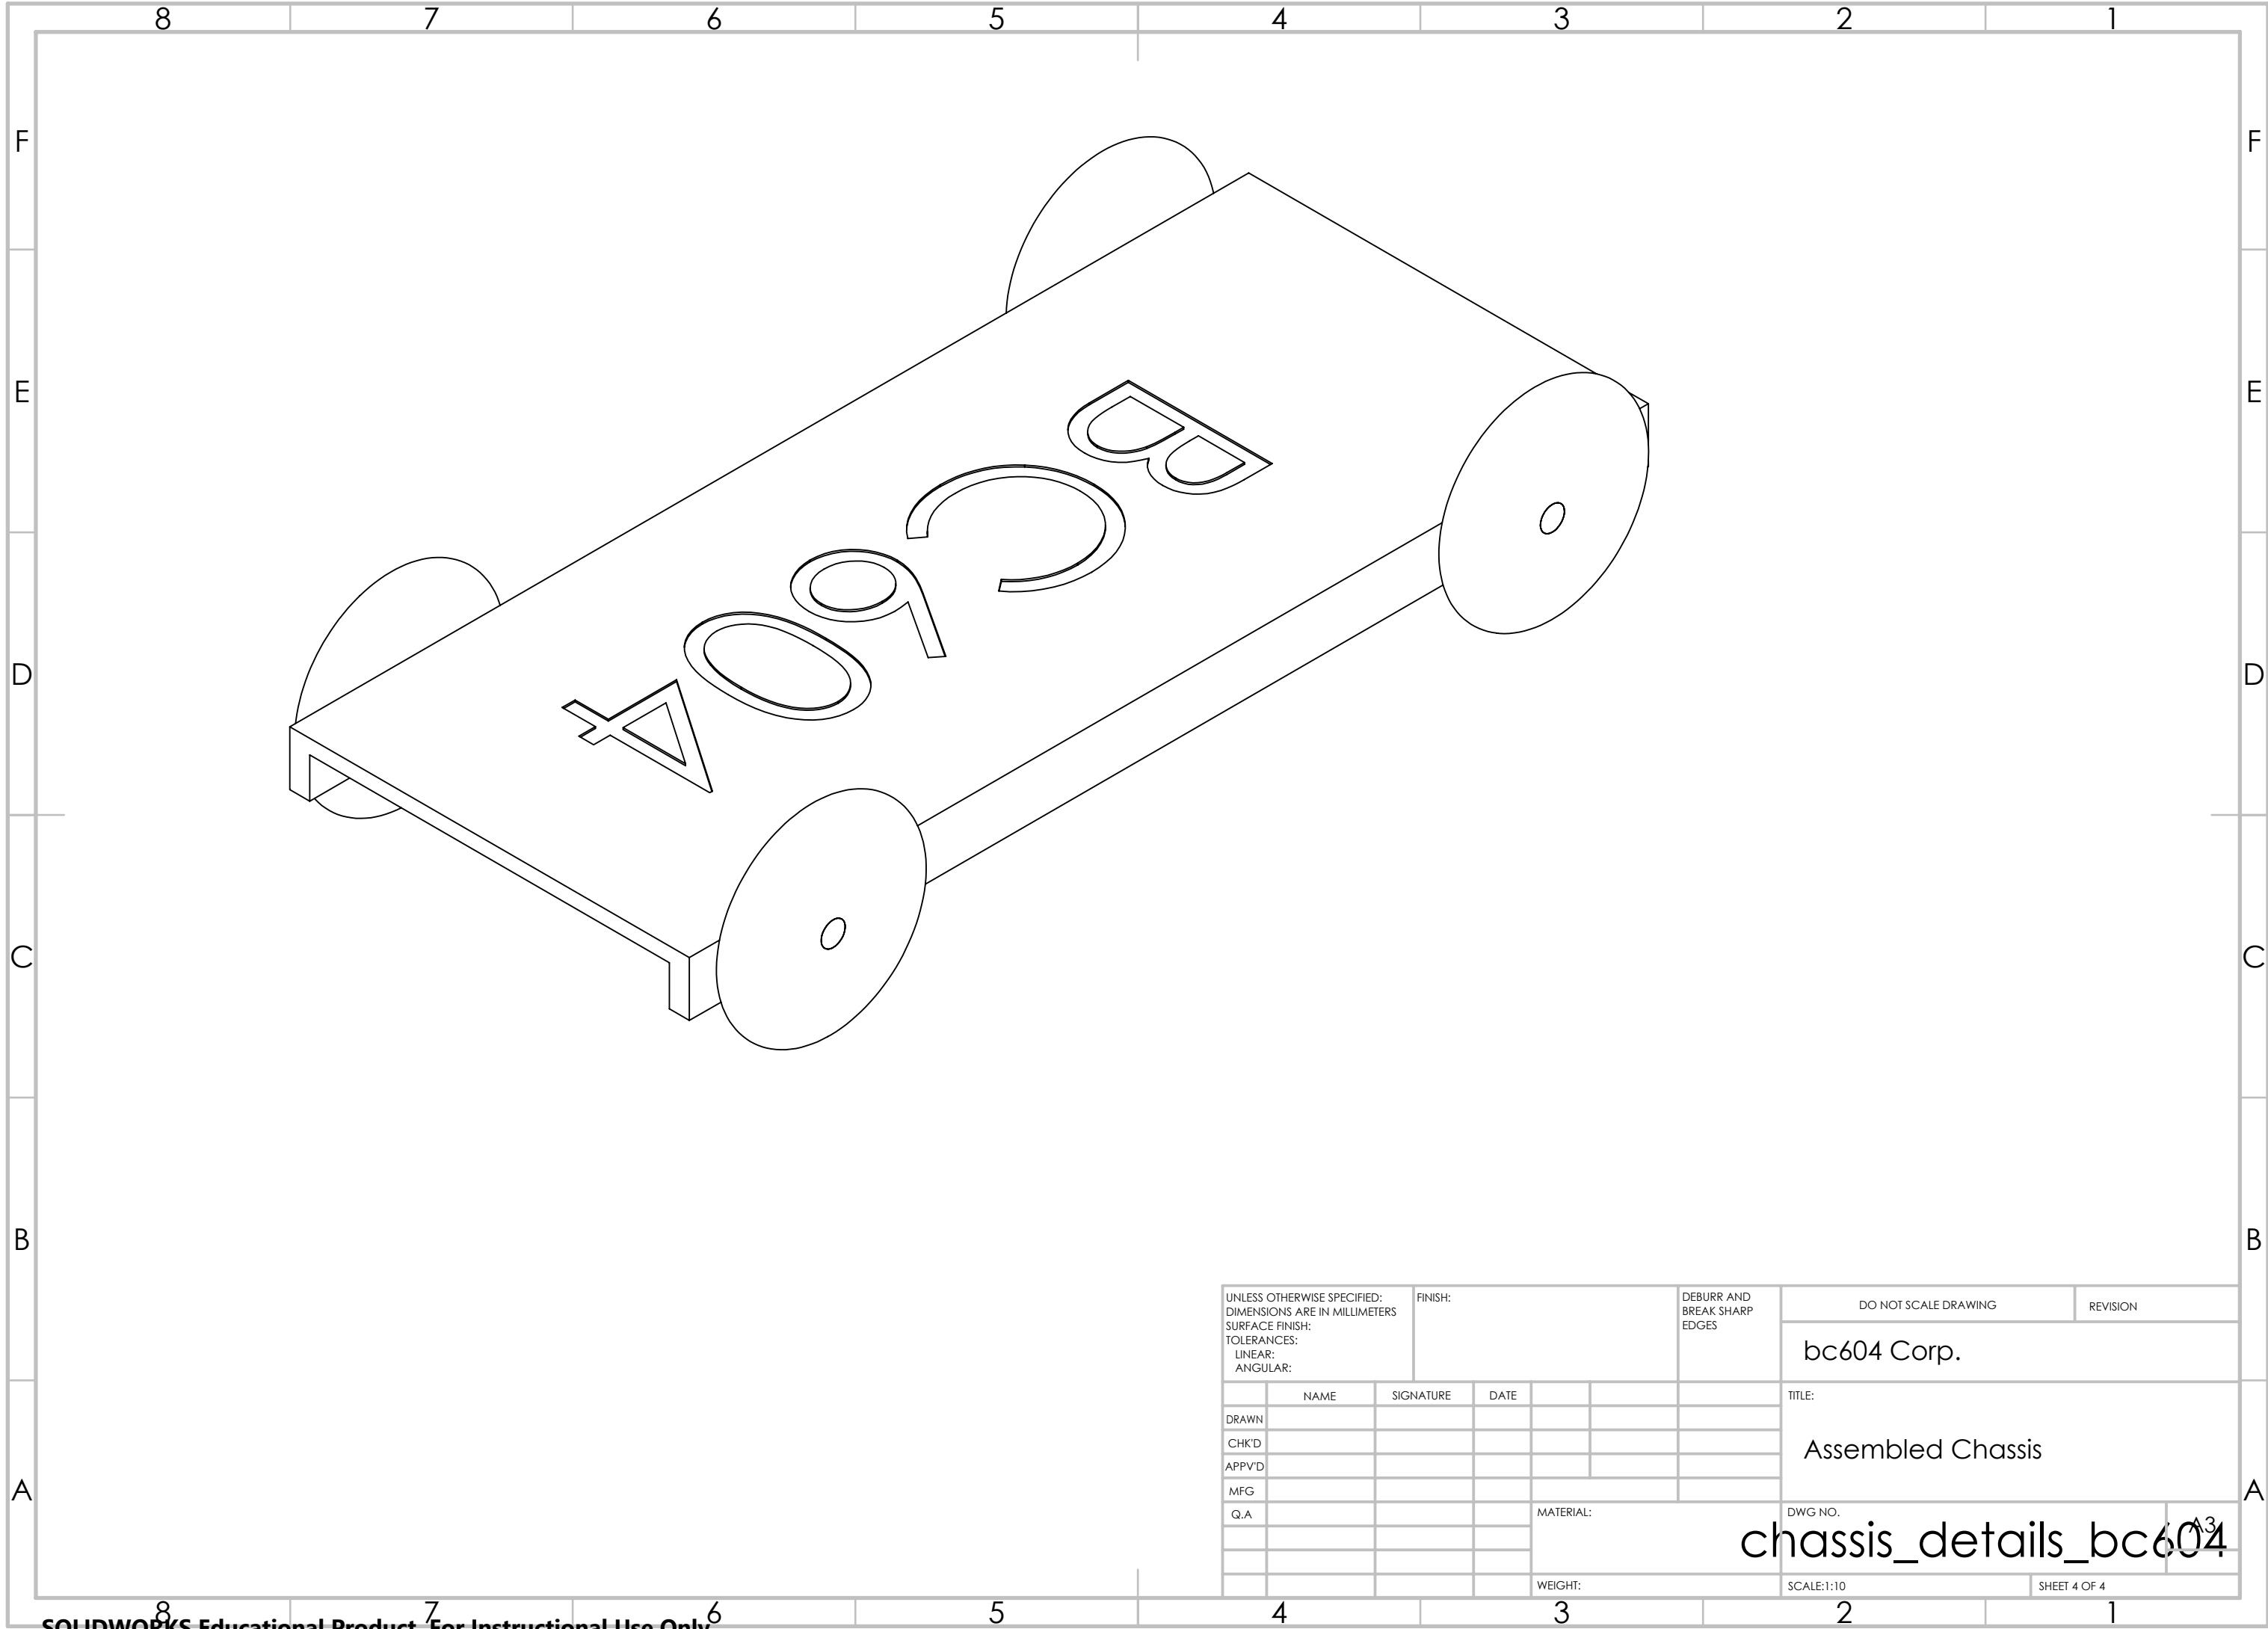 8 7 6 5 4 3 2 1
F F
E E
D D
C C
B B
A A
BC604
UNLESS OTHERWISE SPECIFIED:
DIMENSIONS ARE IN MILLIMETERS
SURFACE FINISH:
TOLERANCES:
LINEAR:
ANGULAR:
FINISH:
DEBURR AND
BREAK SHARP
EDGES
DO NOT SCALE DRAWING
REVISION
bc604 Corp.
NAME SIGNATURE DATE
TITLE:
DRAWN
CHK'D
APPV'D
MFG
Q.A
Assembled Chassis
MATERIAL:
DWG NO.
chassis_details_bc604
A3
WEIGHT:
SCALE:1:10
SHEET 4 OF 4
8 7 6 5 4 3 2 1
SOLIDWORKS Educational Product. For Instructional Use Only.